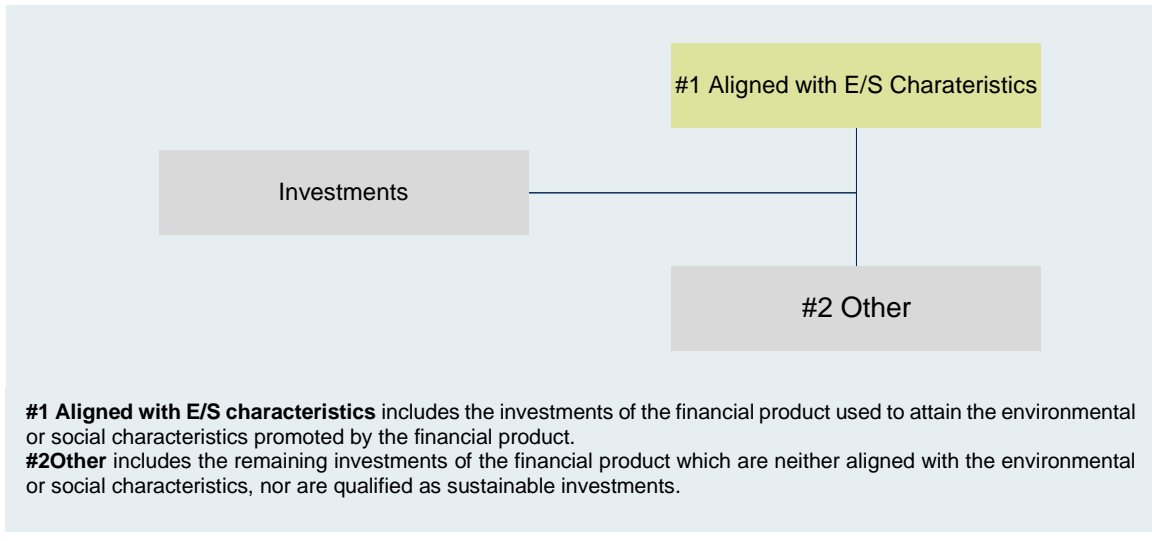 #1 Aligned with E/S Charateristics
Investments
#2 Other
#1 Aligned with E/S characteristics includes the investments of the financial product used to attain the environmental
or social characteristics promoted by the financial product.
#2Other includes the remaining investments of the financial product which are neither aligned with the environmental
or social characteristics, nor are qualified as sustainable investments.